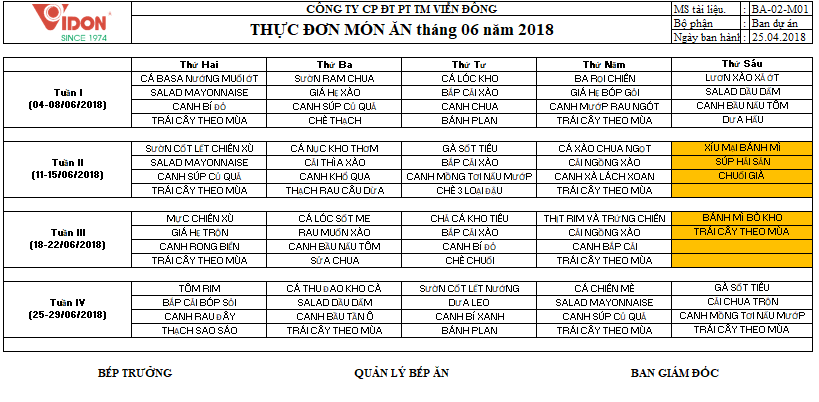 VIDON
SINCE 1974
CÔNG TY CP ĐT PT TM VIỄN ĐÔNG
THỰC ĐƠN MÓN ĂN tháng 06 năm 2018
MS tài liệu. : BA-02-M01
Bộ phận : Ban dự án
Ngày ban hành : 25.04.2018
Thứ Hai Thứ Ba Thứ Tư Thứ Năm Thứ Sáu
CÁ BASA NƯỚNG MUỐI ỚT SƯỜN RAM CHUA CÁ LÓC KHO BA RỌI CHIÊN LƯƠN XÀO XẢ ỚT
Tuần I SALAD MAYONNAISE GIÁ HẸ XÀO BẮP CẢI XÀO GIÁ HẸ BÓP GỎI SALAD DẦU DẤM
(04-08/06/2018) CANH BÍ ĐỎ CANH SÚP CỦ QUẢ CANH CHUA CANH MƯỚP RAU NGÓT CANH BẦU NẤU TÔM
TRÁI CÂY THEO MÙA CHÈ THẠCH BÁNH PLAN TRÁI CÂY THEO MÙA DƯA HẤU
SƯỜN CỐT LẾT CHIÊN XÙ CÁ NỤC KHO THƠM GÀ SỐT TIÊU CÁ XÀO CHUA NGỌT XÍU MẠI BÁNH MÌ
Tuần II SALAD MAYONNAISE CẢI THÌA XÀO BẮP CẢI XÀO CẢI NGỒNG XÀO SÚP HẢI SẢN
(11-15/06/2018) CANH SÚP CỦ QUẢ CANH KHỔ QUA CANH MỒNG TƠI NẤU MƯỚP CANH XÀ LÁCH XOAN CHUỐI GIÀ
TRÁI CÂY THEO MÙA THẠCH RAU CÂU DỪA CHÈ 3 LOẠI ĐẬU TRÁI CÂY THEO MÙA
MỰC CHIÊN XÙ CÁ LÓC SỐT ME CHẢ CÁ KHO TIÊU THỊT RIM VÀ TRỨNG CHIÊN BÁNH MÌ BÒ KHO
Tuần III GIÁ HẸ TRỘN RAU MUỐN XÀO BẮP CẢI XÀO CẢI NGỒNG XÀO TRÁI CÂY THEO MÙA
(18-22/06/2018) CANH RONG BIỂN CANH BẦU NẤU TÔM CANH BÍ ĐỎ CANH BẮP CẢI
TRÁI CÂY THEO MÙA SỮA CHUA CHÈ CHUỐI TRÁI CÂY THEO MÙA
TÔM RIM CÁ THU ĐAO KHO CÀ SƯỜN CỐT LẾT NƯỚNG CÁ CHIÊN MÈ GÀ SỐT TIÊU
Tuần IV BẮP CẢI BÓP SỎI SALAD DẦU DẤM DƯA LEO SALAD MAYONNAISE CẢI CHUA TRỘN
(25-29/06/2018) CANH RAU ĐÂY CANH BẦU TẦN Ô CANH BÍ XANH CANH SÚP CỦ QUẢ CANH MỒNG TƠI NẤU MƯỚP
THẠCH SAO SÁO TRÁI CÂY THEO MÙA BÁNH PLAN TRÁI CÂY THEO MÙA TRÁI CÂY THEO MÙA
BẾP TRƯỞNG QUẢN LÝ BẾP ĂN BAN GIÁM ĐỐC